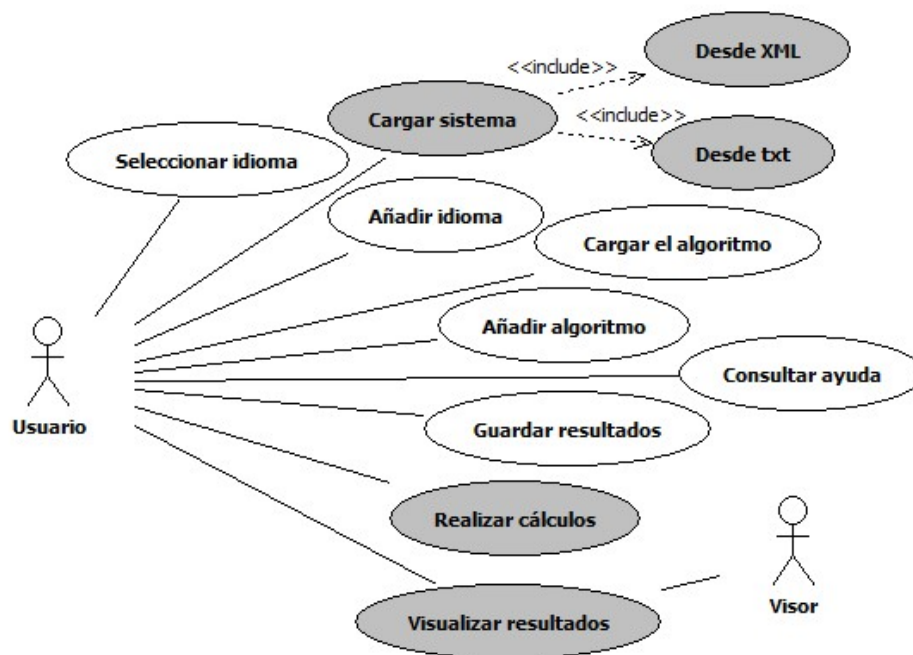 Desde XML
<<include>>
Cargar sistema
<<include>>
Desde txt
Seleccionar idioma
Añadir idioma
Cargar el algoritmo
Añadir algoritmo
Consultar ayuda
Usuario
Guardar resultados
Realizar cálculos
Visor
Visualizar resultados